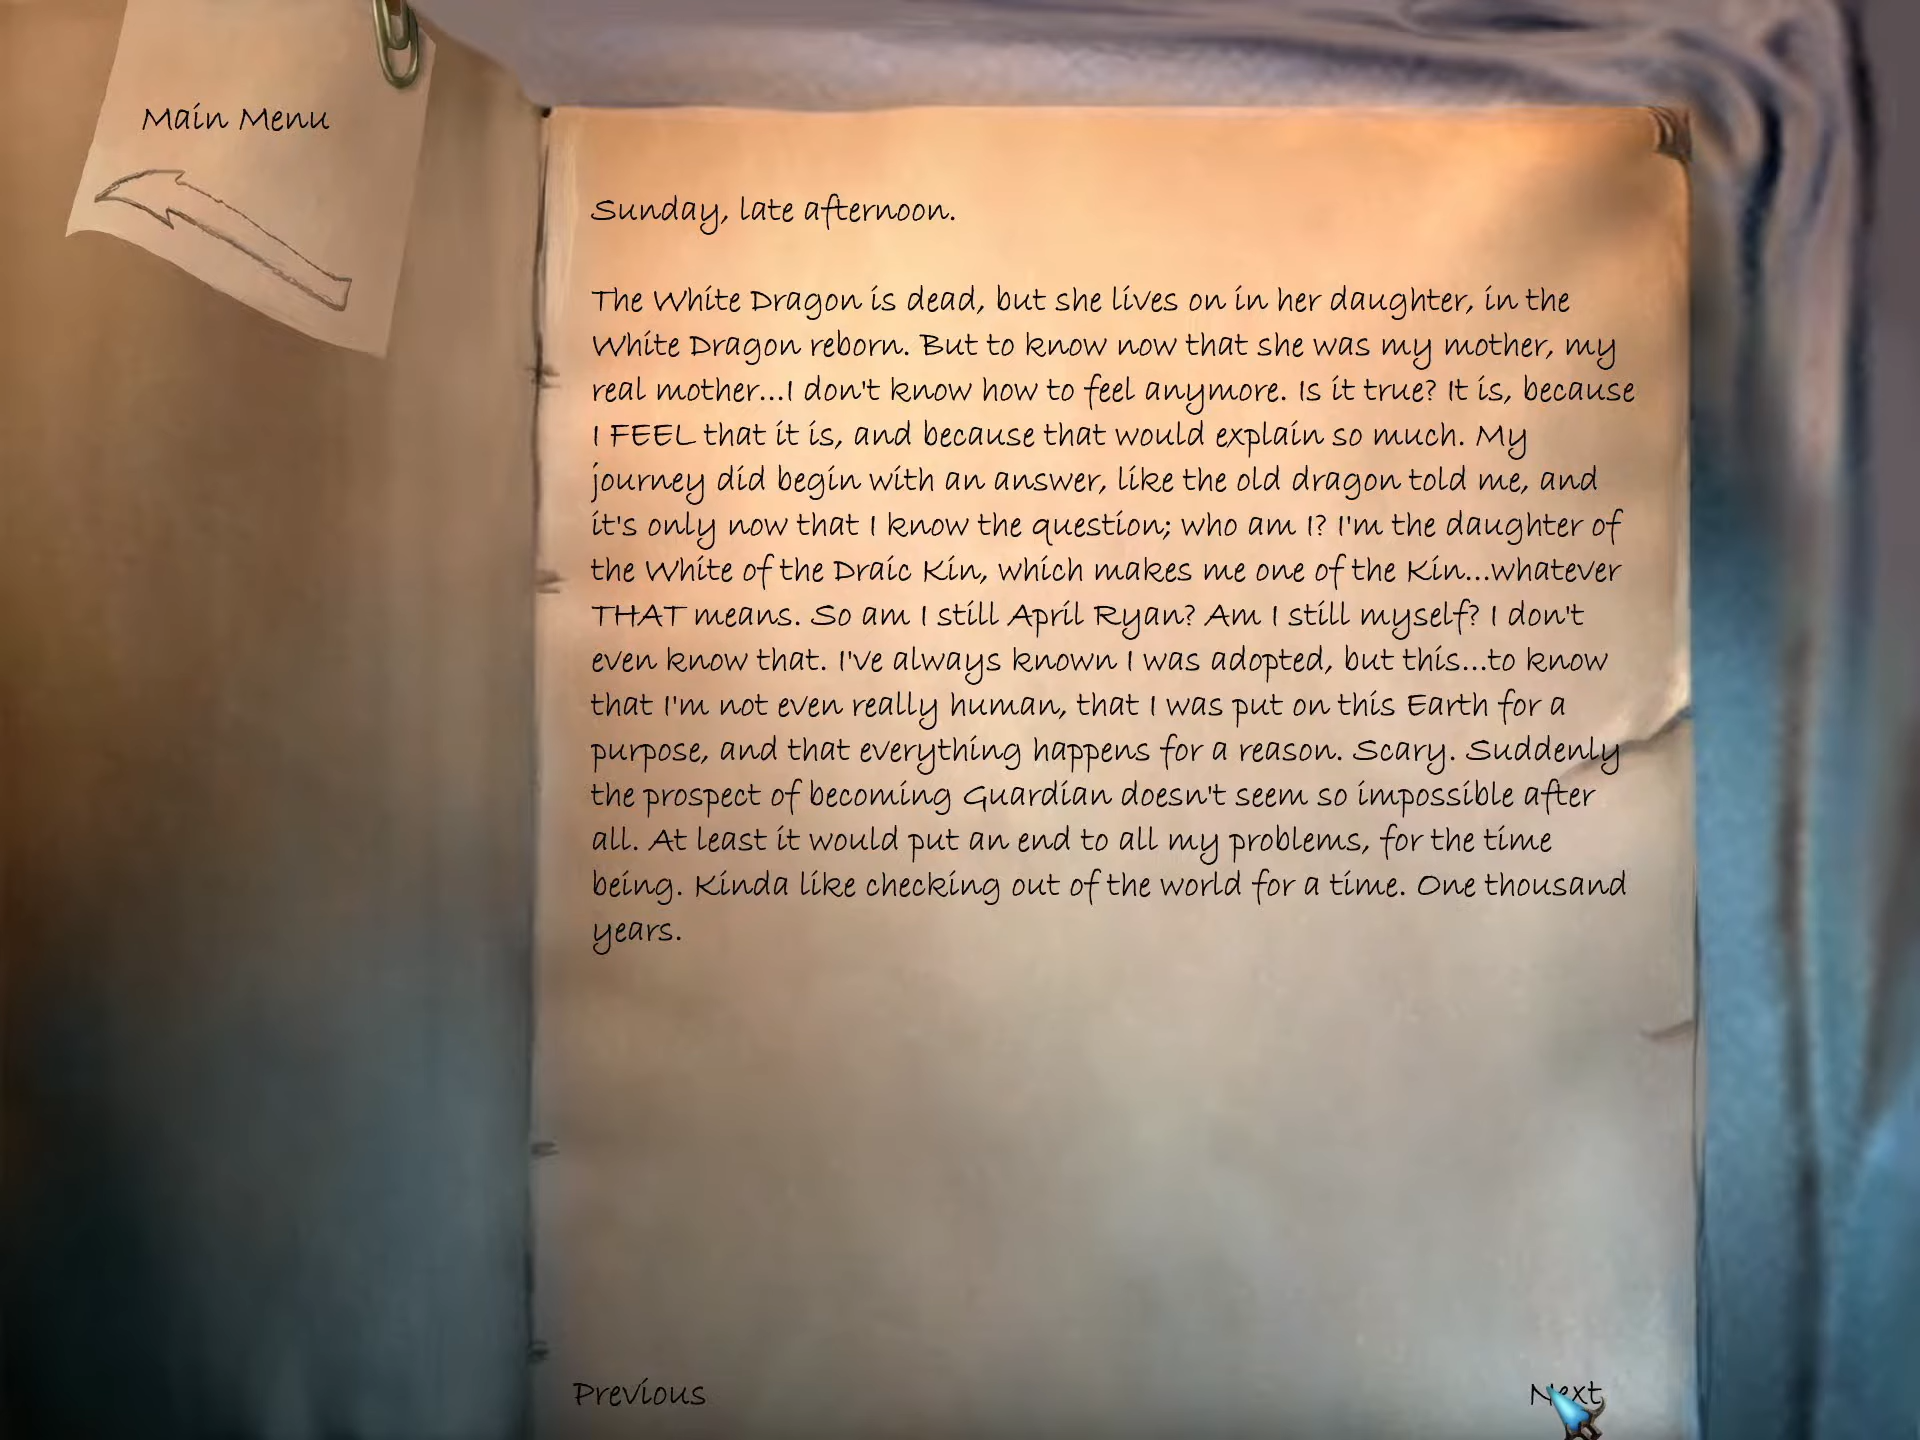 Main Menu
Sunday, late afternoon.
The White Dragon is dead, but she lives on in her daughter, in the
White Dragon reborn. But to know now that she was my mother, my
real mother...I don't know how to feel anymore. Is it true? It is, because
I FEEL that it is, and because that would explain so much. My
journey did begin with an answer, like the old dragon told me, and
it's only now that I know the question; who am I? I'm the daughter of
the White of the Draic Kin, which makes me one of the Kin...whatever
THAT means. So am I still April Ryan? Am I still myself? I don't
even know that. I've always known I was adopted, but this...to know
that I'm not even really human, that I was put on this Earth for a
purpose, and that everything happens for a reason. Scary. Suddenly
the prospect of becoming Guardian doesn't seem so impossible after
all. At least it would put an end to all my problems, for the time
being. Kinda like checking out of the world for a time. One thousand
years.
Previous
Next